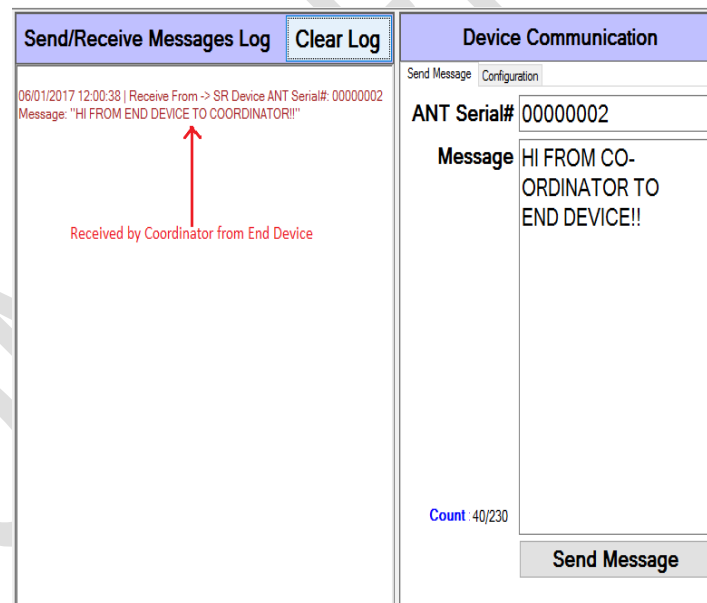 Send/Receive Messages Log
Clear Log
06/01/2017 12:00:38 | Receive From -> SR Device ANT Serial#: 00000002
Message: "HI FROM END DEVICE TO COORDINATOR!!"
Received by Coordinator from End Device
Device Communication
Send Message
Configuration
ANT Serial#
00000002
Message
HI FROM CO-
ORDINATOR TO
END DEVICE!!
Count : 40/230
Send Message